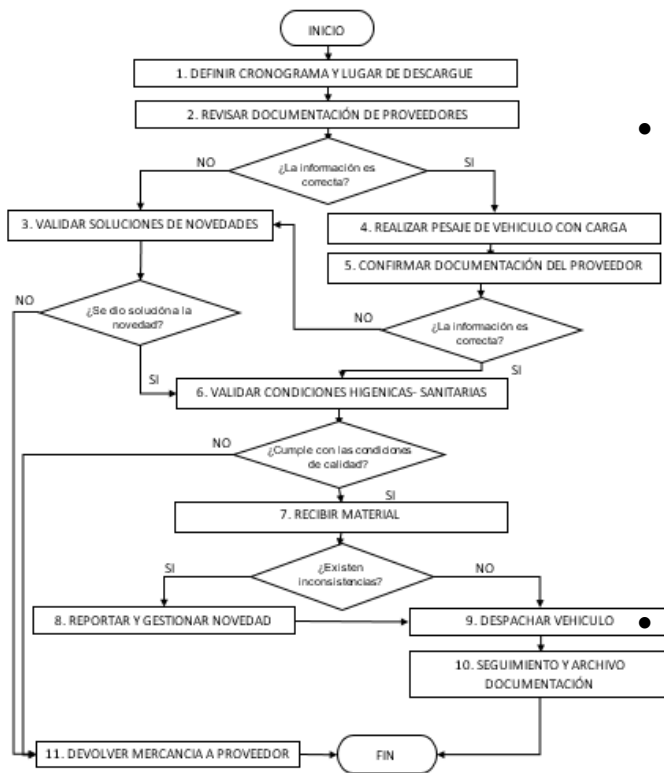 INICIO
1. DEFINIR CRONOGRAMA Y LUGAR DE DESCARGUE
2. REVISAR DOCUMENTACIÓN DE PROVEEDORES
NO
¿La información es
correcta?
SI
3. VALIDAR SOLUCIONES DE NOVEDADES
4. REALIZAR PESAJE DE VEHICULO CON CARGA
5. CONFIRMAR DOCUMENTACIÓN DEL PROVEEDOR
NO
¿Se dio solución a la
novedad?
NO
¿La información es
correcta?
SI
SI
6. VALIDAR CONDICIONES HIGENICAS- SANITARIAS
NO
¿Cumple con las condiciones
de calidad?
SI
7. RECIBIR MATERIAL
SI
¿Existen
inconsistencias?
NO
8. REPORTAR Y GESTIONAR NOVEDAD
9. DESPACHAR VEHICULO
10. SEGUIMIENTO Y ARCHIVO
DOCUMENTACIÓN
11. DEVOLVER MERCANCIA A PROVEEDOR
FIN